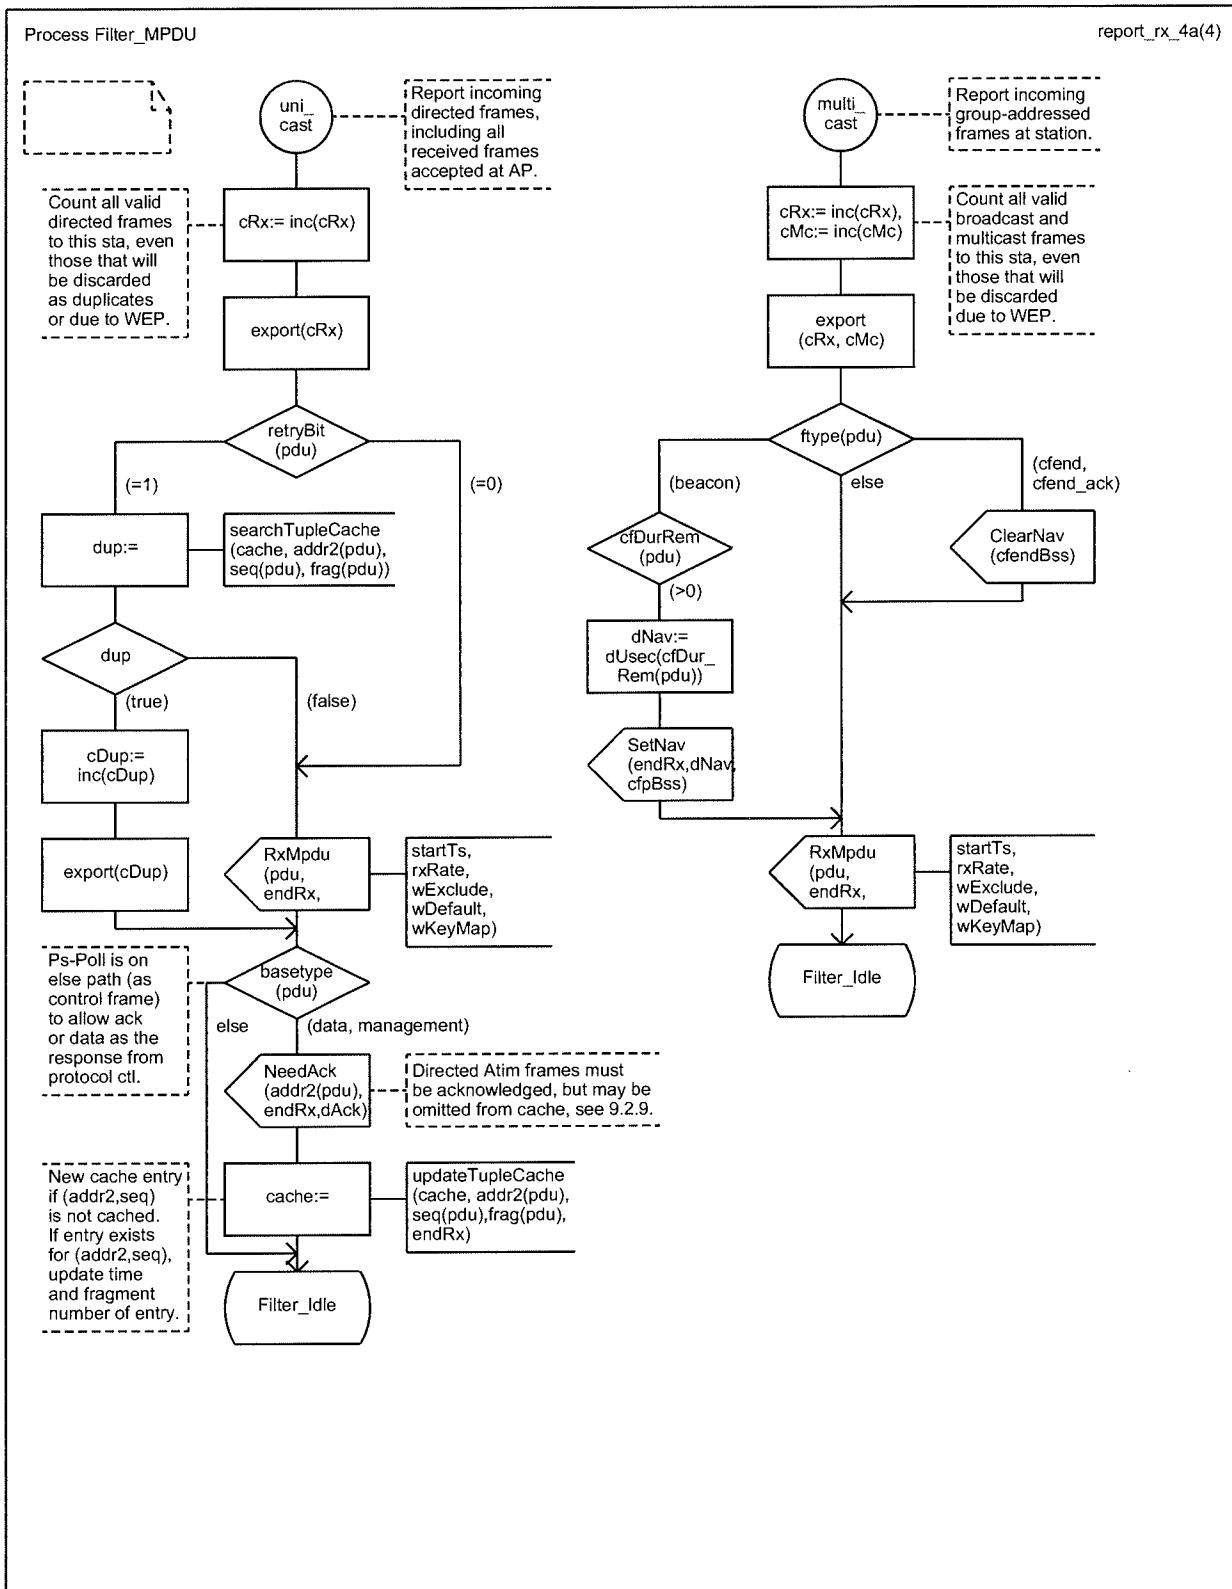 Process Filter_MPDU
report_rx_4a(4)
uni_
cast
Report incoming
directed frames,
including all
received frames
accepted at AP.
Count all valid
directed frames
to this sta, even
those that will
be discarded
as duplicates
or due to WEP.
cRx:= inc(cRx)
export(cRx)
retryBit
(pdu)
(=1)
(=0)
dup:=
searchTupleCache
(cache, addr2(pdu),
seq(pdu), frag(pdu))
dup
(true)
(false)
cDup:=
inc(cDup)
export(cDup)
RxMpdu
(pdu,
endRx,
startTs,
rxRate,
wExclude,
wDefault,
wKeyMap)
Ps-Poll is on
else path (as
control frame)
to allow ack
or data as the
response from
protocol ctl.
basetype
(pdu)
else
(data, management)
NeedAck
(addr2(pdu),
endRx,dAck)
Directed Atim frames must
be acknowledged, but may be
omitted from cache, see 9.2.9.
New cache entry
if (addr2,seq)
is not cached.
If entry exists
for (addr2,seq),
update time
and fragment
number of entry.
cache:=
updateTupleCache
(cache, addr2(pdu),
seq(pdu),frag(pdu),
endRx)
Filter_Idle
multi_
cast
Report incoming
group-addressed
frames at station.
cRx:= inc(cRx),
cMc:= inc(cMc)
Count all valid
broadcast and
multicast frames
to this sta, even
those that will
be discarded
due to WEP.
export
(cRx, cMc)
ftype(pdu)
(beacon)
else
(cfend,
cfend_ack)
cfDurRem
(pdu)
(>0)
ClearNav
(cfendBss)
dNav:=
dUsec(cfDur_
Rem(pdu))
SetNav
(endRx,dNav,
cfpBss)
RxMpdu
(pdu,
endRx,
startTs,
rxRate,
wExclude,
wDefault,
wKeyMap)
Filter_Idle